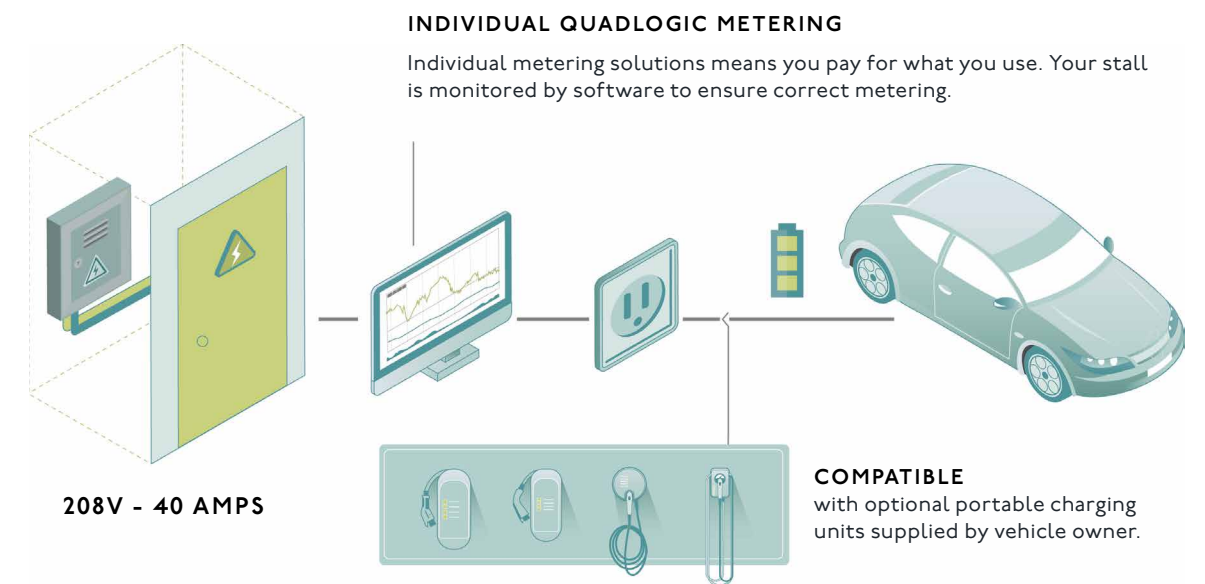 INDIVIDUAL QUADLOGIC METERING
Individual metering solutions means you pay for what you use. Your stall
is monitored by software to ensure correct metering.
208V - 40 AMPS
COMPATIBLE
with optional portable charging
units supplied by vehicle owner.